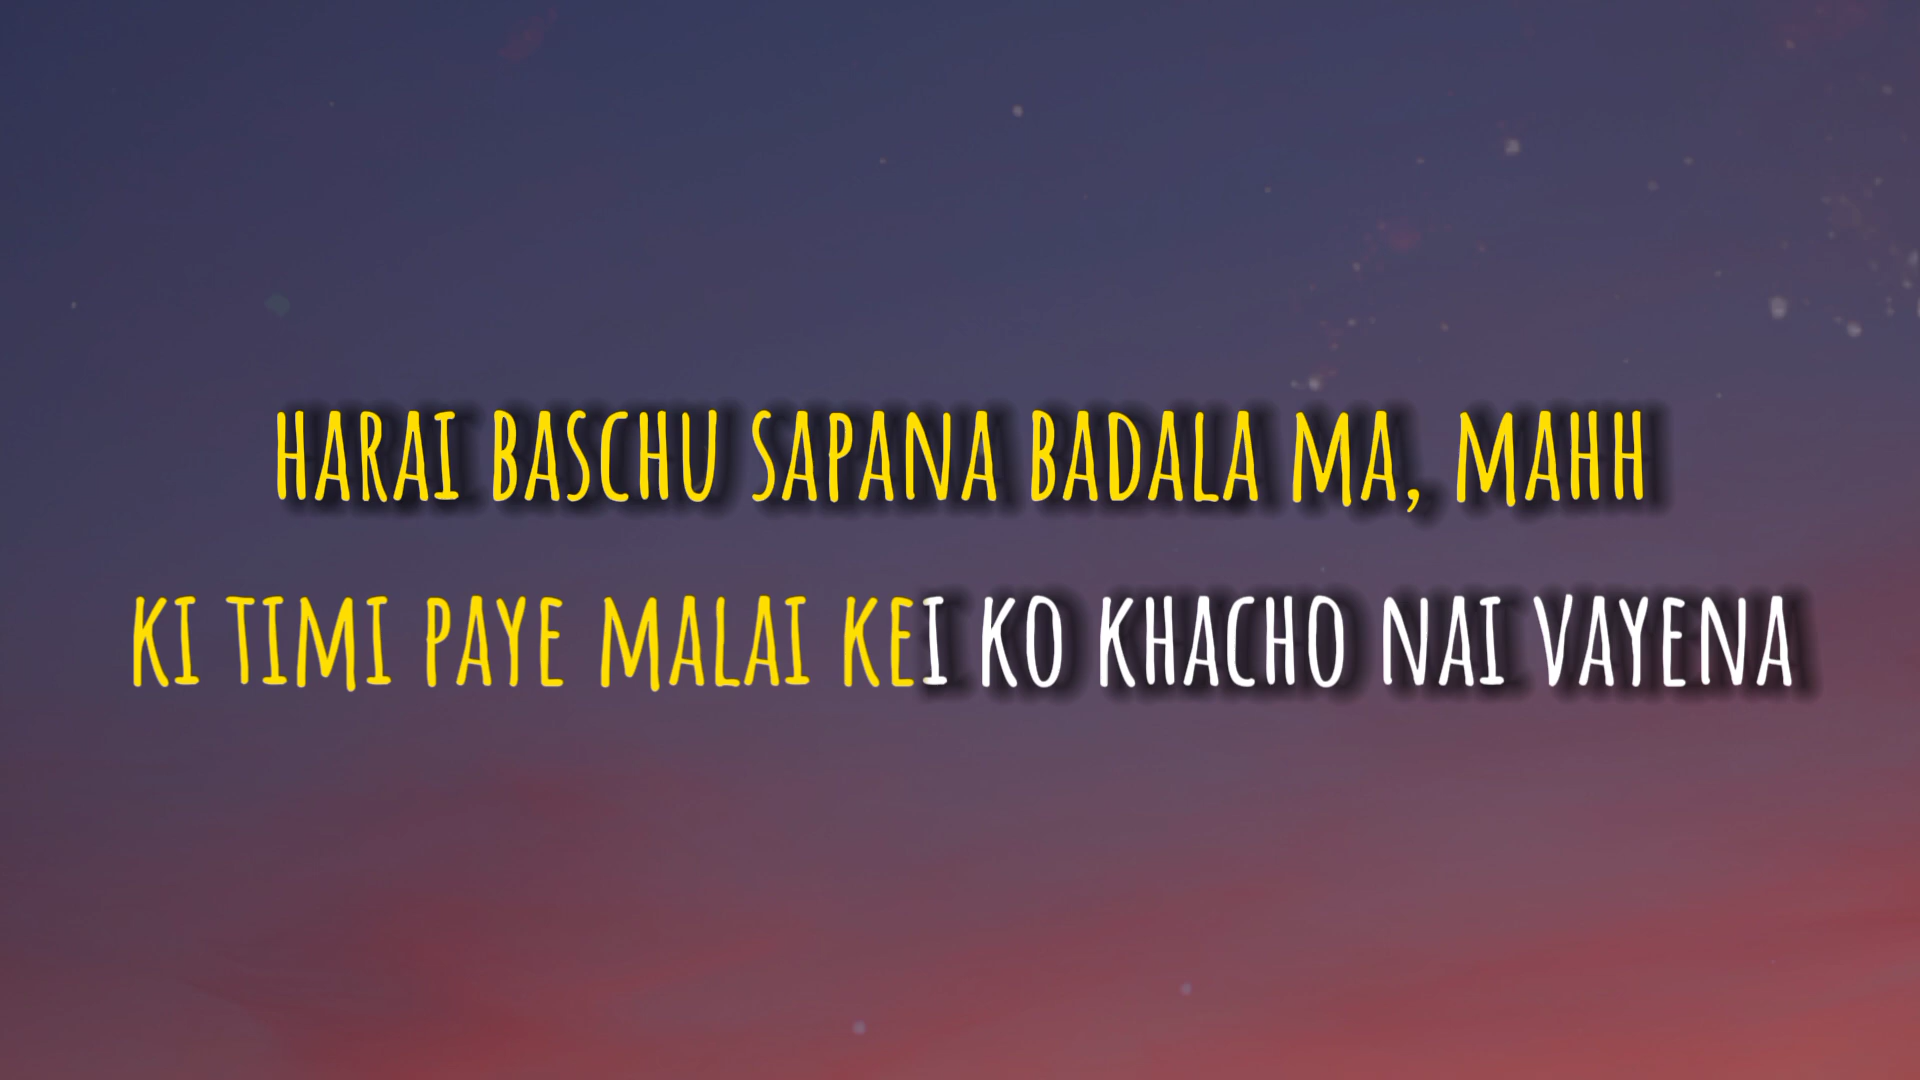 HARAI BASCHU SAPANA BADALA MA, MAHH
KI TIMI PAYE MALAI KEI KO KHACHO NAI VAYENA